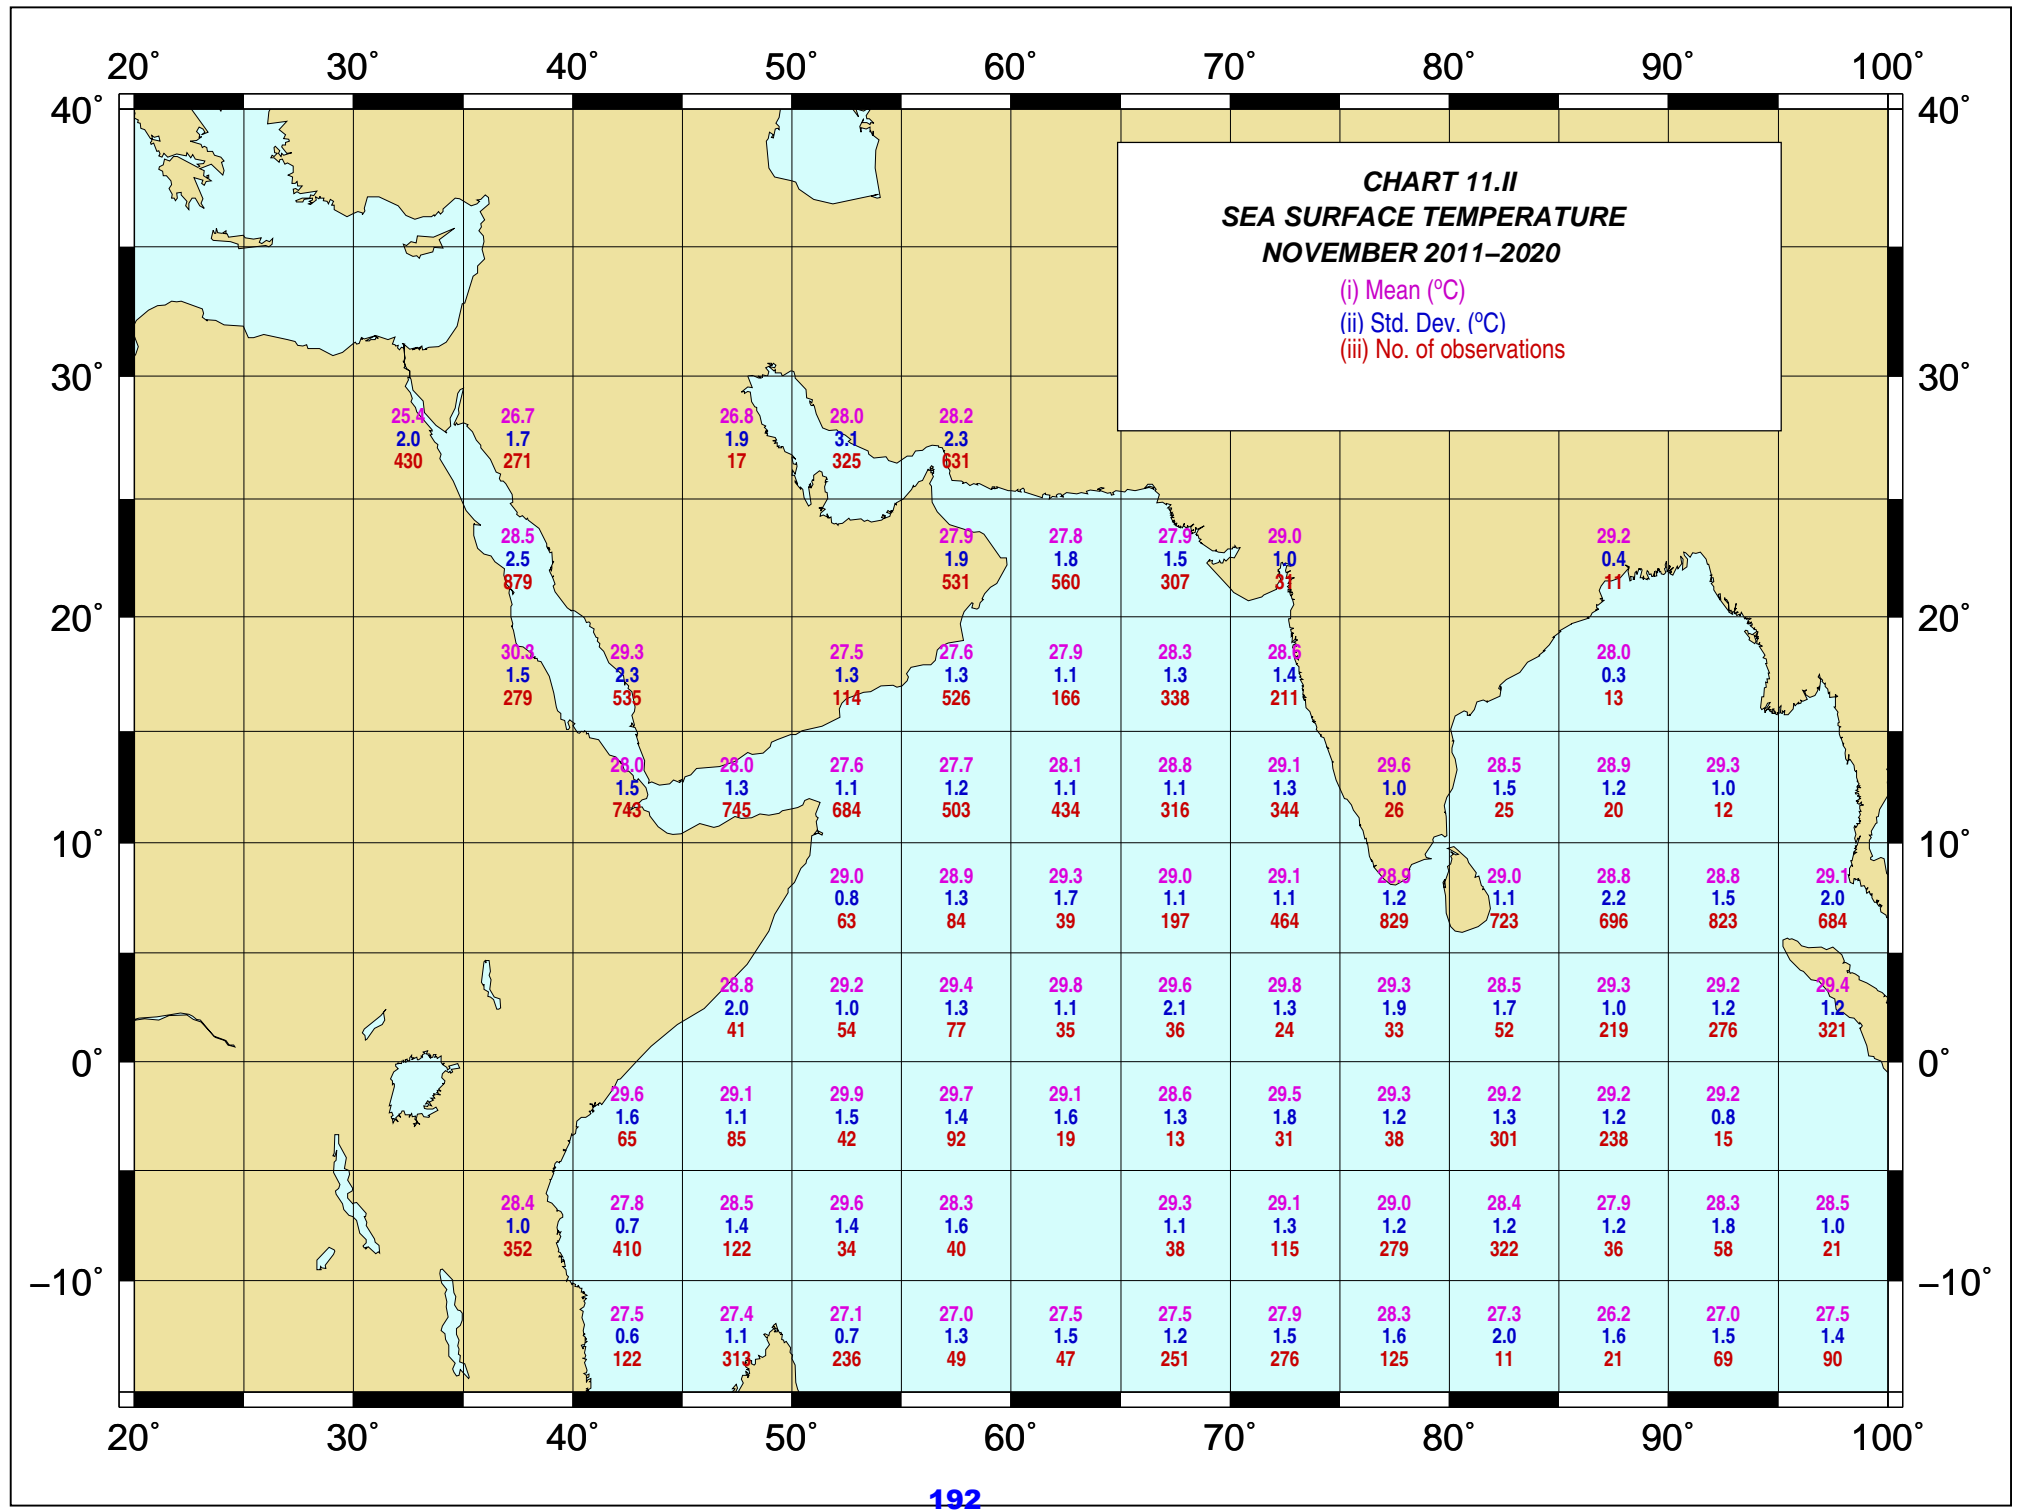 20° 30° 40° 50° 60° 70° 80° 90° 100°
40° 40°
CHART 11.II
SEA SURFACE TEMPERATURE
NOVEMBER 2011–2020
(i) Mean (ºC)
(ii) Std. Dev. (ºC)
(iii) No. of observations
30° 30°
25.4 26.7 26.8 28.0 28.2
2.0 1.7 1.9 3.1 2.3
430 271 17 325 631
28.5 27.9 27.8 27.9 29.0 29.2
2.5 1.9 1.8 1.5 1.0 0.4
879 531 560 307 31 11
20° 20°
30.3 29.3 27.5 27.6 27.9 28.3 28.6 28.0
1.5 2.3 1.3 1.3 1.1 1.3 1.4 0.3
279 535 114 526 166 338 211 13
28.0 28.0 27.6 27.7 28.1 28.8 29.1 29.6 28.5 28.9 29.3
1.5 1.3 1.1 1.2 1.1 1.1 1.3 1.0 1.5 1.2 1.0
743 745 684 503 434 316 344 26 25 20 12
10° 10°
29.0 28.9 29.3 29.0 29.1 28.9 29.0 28.8 28.8 29.1
0.8 1.3 1.7 1.1 1.1 1.2 1.1 2.2 1.5 2.0
63 84 39 197 464 829 723 696 823 684
28.8 29.2 29.4 29.8 29.6 29.8 29.3 28.5 29.3 29.2 29.4
2.0 1.0 1.3 1.1 2.1 1.3 1.9 1.7 1.0 1.2 1.2
41 54 77 35 36 24 33 52 219 276 321
0° 0°
29.6 29.1 29.9 29.7 29.1 28.6 29.5 29.3 29.2 29.2 29.2
1.6 1.1 1.5 1.4 1.6 1.3 1.8 1.2 1.3 1.2 0.8
65 85 42 92 19 13 31 38 301 238 15
28.4 27.8 28.5 29.6 28.3 29.3 29.1 29.0 28.4 27.9 28.3 28.5
1.0 0.7 1.4 1.4 1.6 1.1 1.3 1.2 1.2 1.2 1.8 1.0
352 410 122 34 40 38 115 279 322 36 58 21
–10° –10°
27.5 27.4 27.1 27.0 27.5 27.5 27.9 28.3 27.3 26.2 27.0 27.5
0.6 1.1 0.7 1.3 1.5 1.2 1.5 1.6 2.0 1.6 1.5 1.4
122 313 236 49 47 251 276 125 11 21 69 90
20° 30° 40° 50° 60° 70° 80° 90° 100°
192